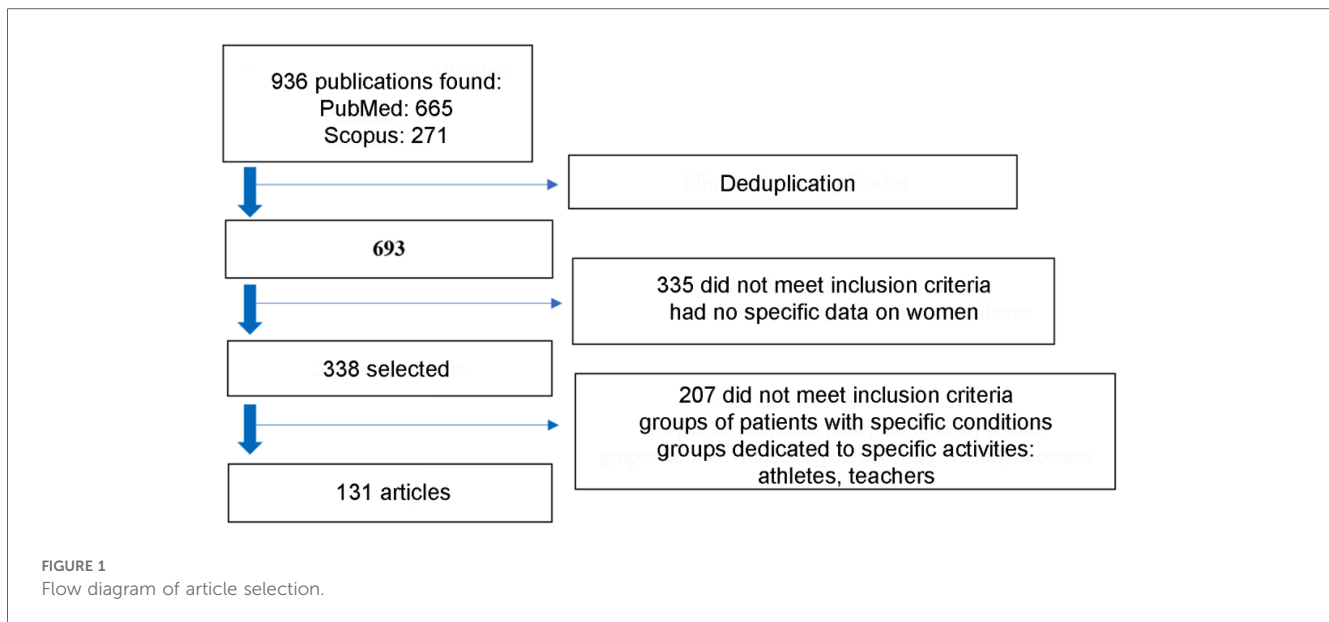 936 publications found:
PubMed: 665
Scopus: 271
Deduplication
693
335 did not meet inclusion criteria
had no specific data on women
338 selected
207 did not meet inclusion criteria
groups of patients with specific conditions
groups dedicated to specific activities:
athletes, teachers
131 articles
FIGURE 1
Flow diagram of article selection.